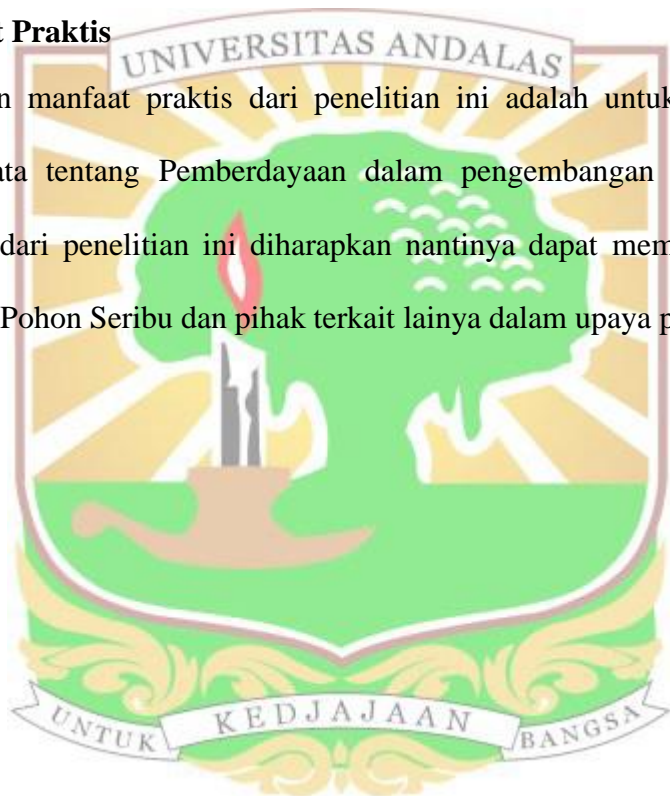 t Praktis
UNIVERSITAS ANDALAS
n manfaat praktis dari penelitian ini adalah untuk
ata tentang Pemberdayaan dalam pengembangan
dari penelitian ini diharapkan nantinya dapat mem
Pohon Seribu dan pihak terkait lainya dalam upaya p
UNTUK KEDJAJAAN BANGSA